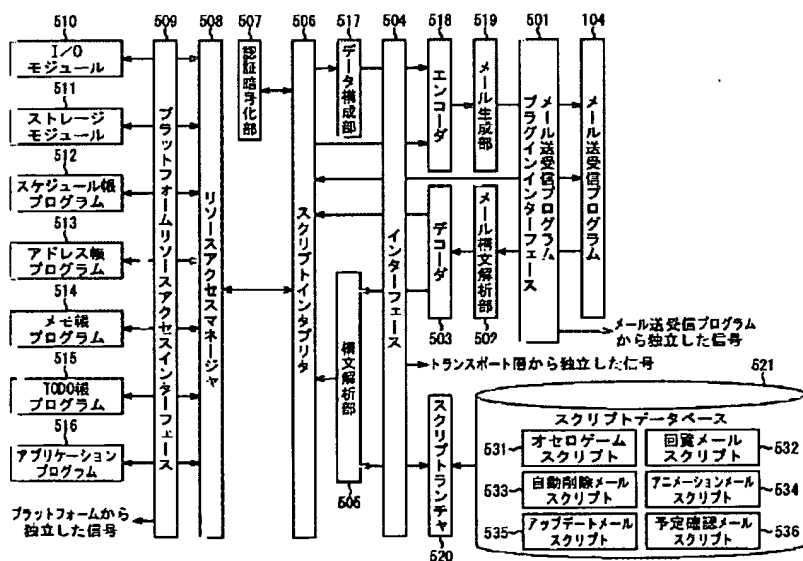 510 509 508 507 506 517 504 518 519 501 104
I/O
モジュール
511
ストレージ
モジュール
512
スケジュール帳
プログラム
513
アドレス帳
プログラム
514
メモ帳
プログラム
515
TODO帳
プログラム
516
アプリケーション
プログラム
プラットフォームから
独立した信号
プラットフォームリソースアクセスインターフェース
リソースアクセスマネージャ
認証暗号化部
スクリプトインタプリタ
データ構成部
構文解析部
505
インターフェース
エンコーダ
メール生成部
デコーダ
503
メール構文解析部
502
メール送受信プログラム
プラグインインターフェース
メール送受信プログラム
メール送受信プログラム
から独立した信号
トランスポート層から独立した信号
スクリプトランチャ
520
521
スクリプトデータベース
531 オセロゲーム
スクリプト
回覧メール
スクリプト 532
533 自動削除メール
スクリプト
アニメーションメール
スクリプト 534
535 アップデートメール
スクリプト
予定確認メール
スクリプト 536